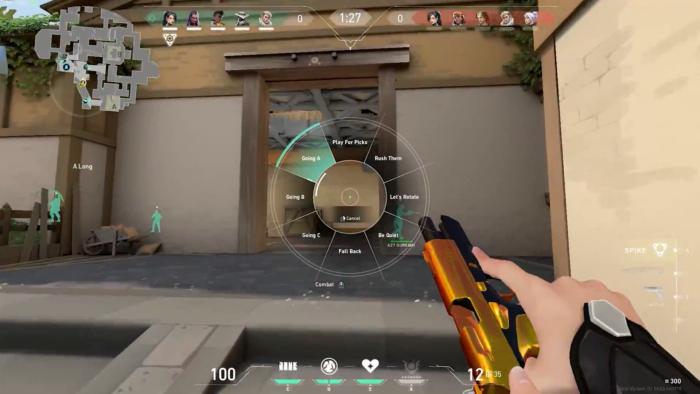 0
1:27
0
A
A Long
Play For Picks
Going A
Rush Them
Going B
Let's Rotate
Cancel
Going C
Be Quiet
Fall Back
Combat
SPIKE
100
12
35
C
Q
E
X
300